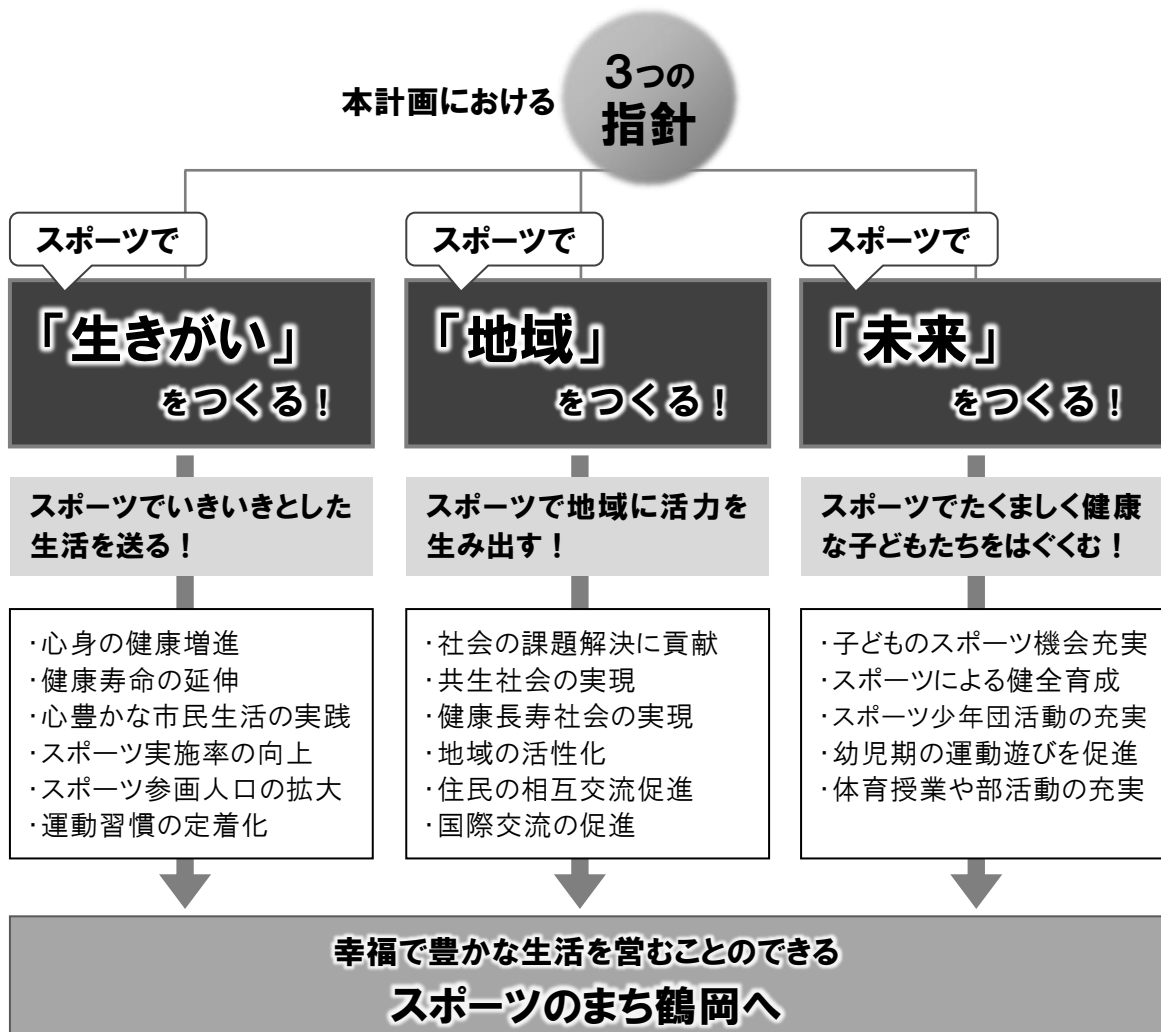 本計画における
3つの
指針
スポーツで
「生きがい」
をつくる！
スポーツでいきいきとした
生活を送る！
・心身の健康増進
・健康寿命の延伸
・心豊かな市民生活の実践
・スポーツ実施率の向上
・スポーツ参画人口の拡大
・運動習慣の定着化
スポーツで
「地域」
をつくる！
スポーツで地域に活力を
生み出す！
・社会の課題解決に貢献
・共生社会の実現
・健康長寿社会の実現
・地域の活性化
・住民の相互交流促進
・国際交流の促進
スポーツで
「未来」
をつくる！
スポーツでたくましく健康
な子どもたちをはぐくむ！
・子どものスポーツ機会充実
・スポーツによる健全育成
・スポーツ少年団活動の充実
・幼児期の運動遊びを促進
・体育授業や部活動の充実
幸福で豊かな生活を営むことのできる
スポーツのまち鶴岡へ